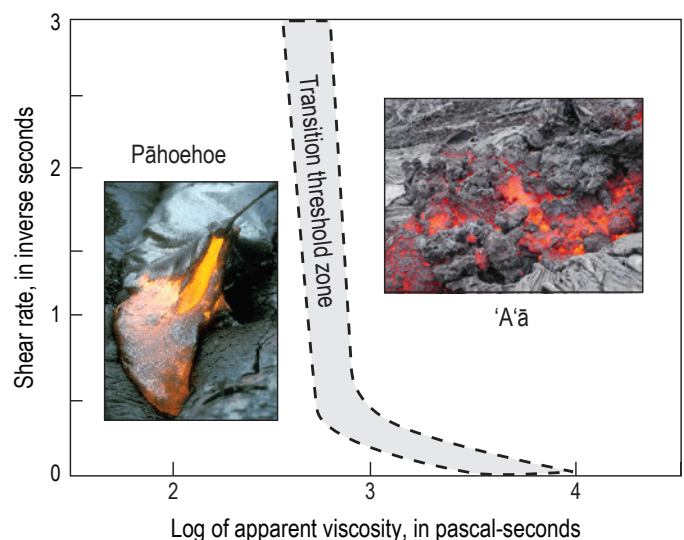 3
2
1
0
Shear rate, in inverse seconds
Pāhoehoe
Transition threshold zone
‘A‘ā
2
3
4
Log of apparent viscosity, in pascal-seconds